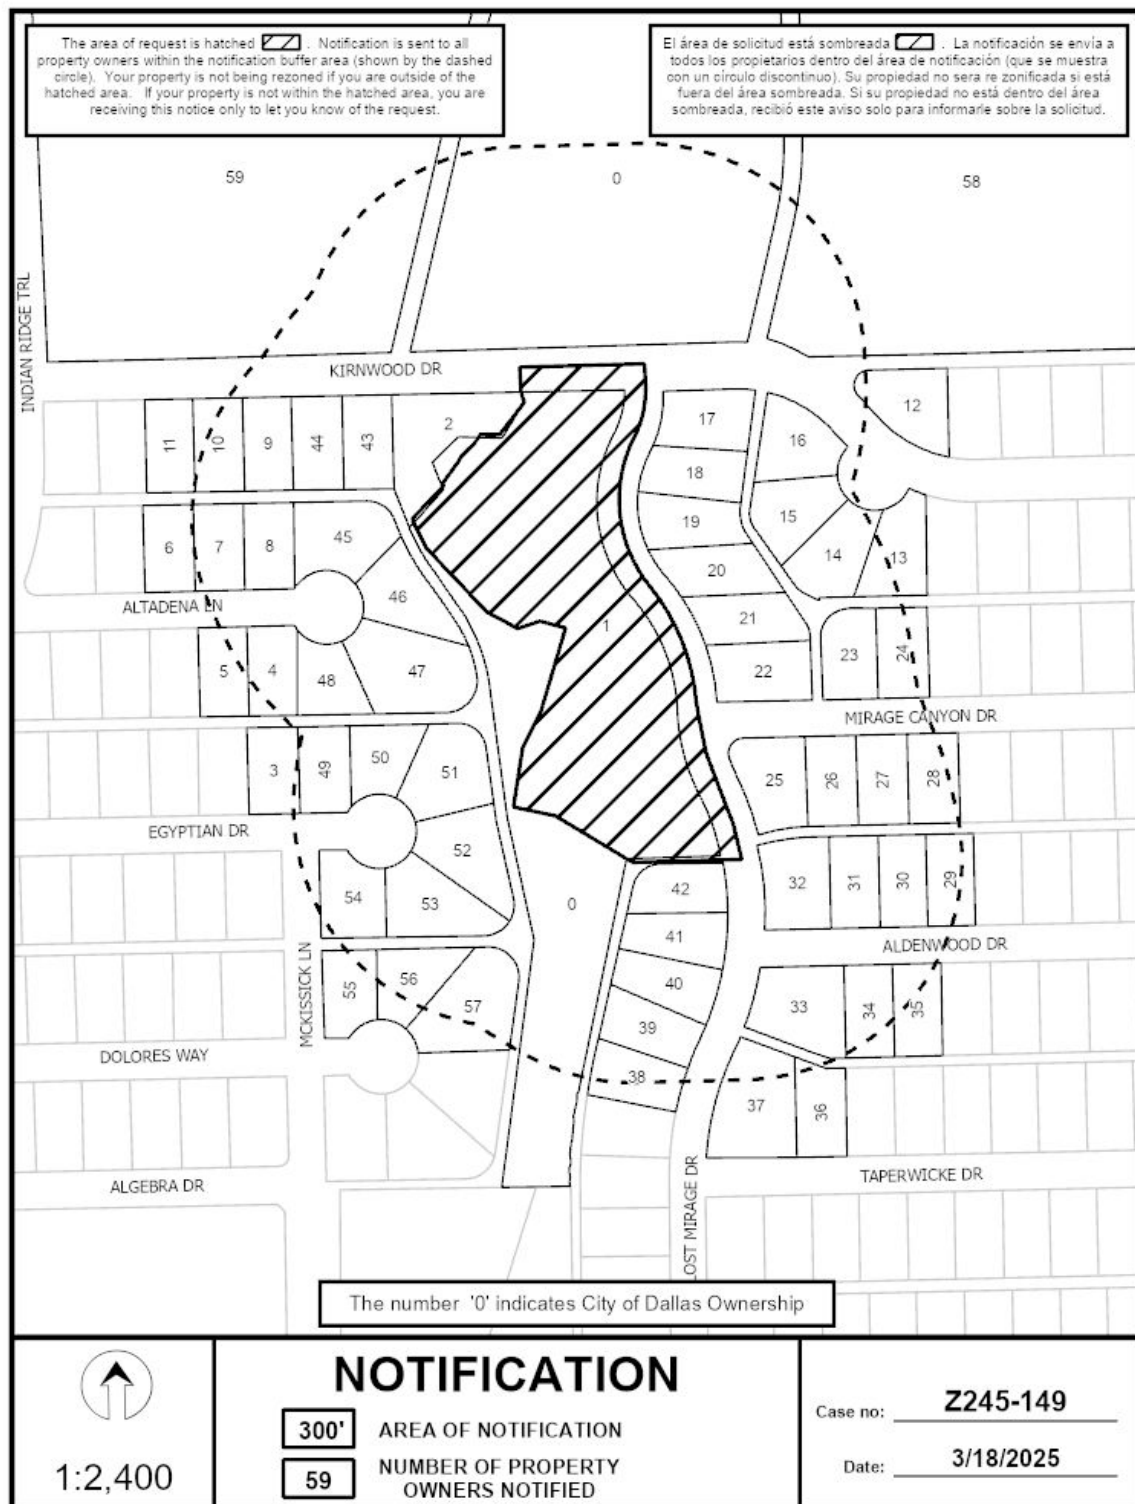 The area of request is hatched . Notification is sent to all
property owners within the notification buffer area (shown by the dashed
circle). Your property is not being rezoned if you are outside of the
hatched area. If your property is not within the hatched area, you are
receiving this notice only to let you know of the request.
El área de solicitud está sombreada . La notificación se envía a
todos los propietarios dentro del área de notificación (que se muestra
con un círculo discontinuo). Su propiedad no sera re zonificada si está
fuera del área sombreada. Si su propiedad no está dentro del área
sombreada, recibió este aviso solo para informarle sobre la solicitud.
59
0
58
INDIAN RIDGE TRL
KIRNWOOD DR
11
10
9
44
43
2
17
16
12
18
15
19
14
13
6
7
8
45
46
20
ALTADENA LN
1
21
5
4
48
47
22
23
24
MIRAGE CANYON DR
3
49
50
51
25
26
27
28
EGYPTIAN DR
52
54
53
0
42
32
31
30
29
41
ALDENWOOD DR
MCKISSICK LN
55
56
57
40
33
34
35
39
DOLORES WAY
38
37
36
ALGEBRA DR
LOST MIRAGE DR
TAPERWICKE DR
The number '0' indicates City of Dallas Ownership
1:2,400
NOTIFICATION
300' AREA OF NOTIFICATION
59 NUMBER OF PROPERTY
OWNERS NOTIFIED
Case no: Z245-149
Date: 3/18/2025